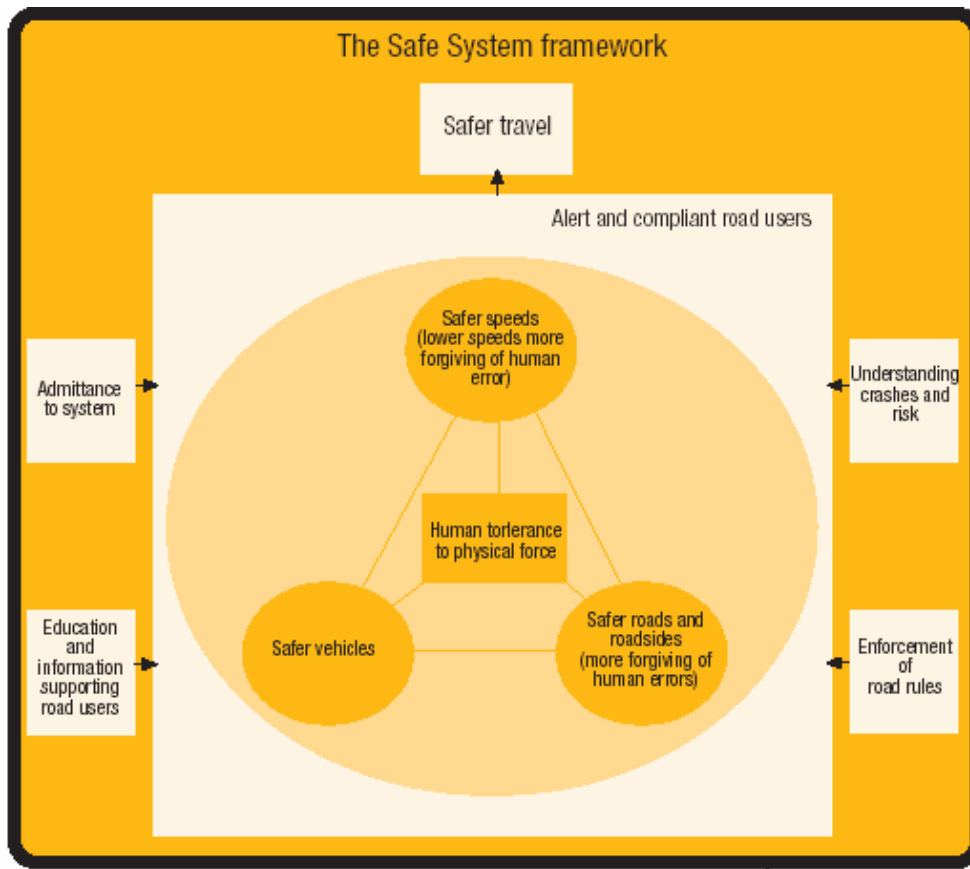 The Safe System framework
Safer travel
Alert and compliant road users
Safer speeds
(lower speeds more
forgiving of human
error)
Admittance
to system
Understanding
crashes and
risk
Human torlerance
to physical force
Safer vehicles
Safer roads and
roadsides
(more forgiving of
human errors)
Education
and
information
supporting
road users
Enforcement
of
road rules